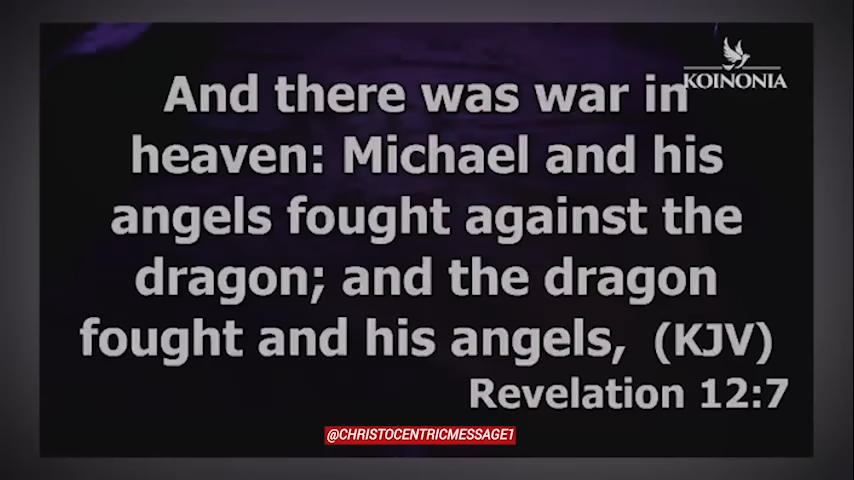 KOINONIA
And there was war in
heaven: Michael and his
angels fought against the
dragon; and the dragon
fought and his angels, (KJV)
Revelation 12:7
@CHRISTOCENTRICMESSAGE1